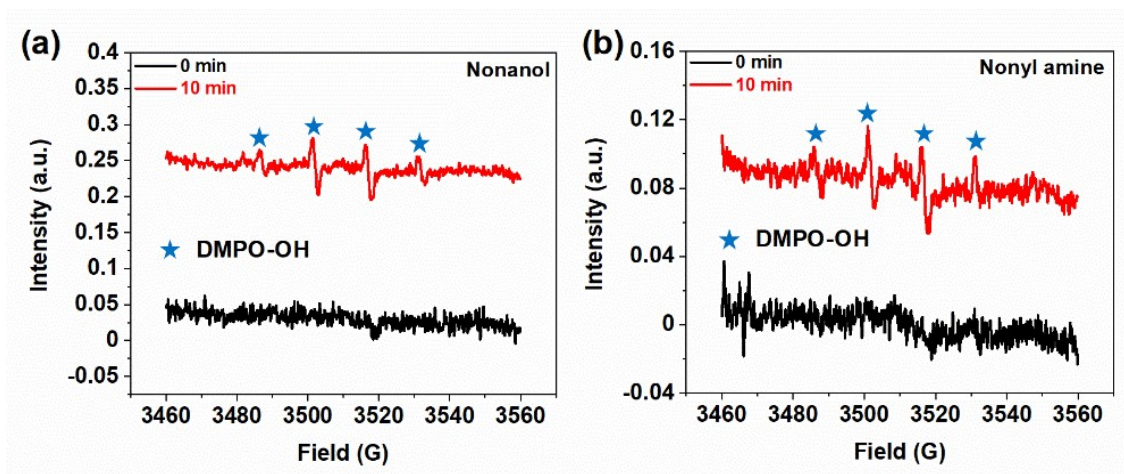 (a)
0.4
0.35
0.3
0.25
0.2
0.15
0.1
0.05
0
-0.05
Intensity (a.u.)
0 min
10 min
Nonanol
★ ★ ★ ★
★ DMPO-OH
3460 3480 3500 3520 3540 3560
Field (G)
(b)
0.16
0.12
0.08
0.04
0
-0.04
Intensity (a.u.)
0 min
10 min
Nonyl amine
★ ★ ★ ★
★ DMPO-OH
3460 3480 3500 3520 3540 3560
Field (G)